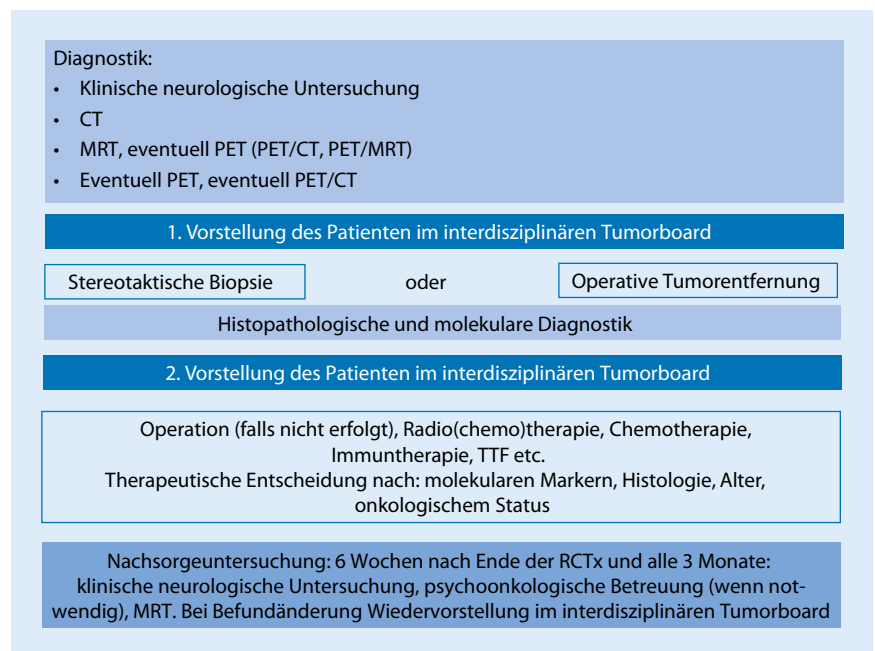 Diagnostik:
• Klinische neurologische Untersuchung
• CT
• MRT, eventuell PET (PET/CT, PET/MRT)
• Eventuell PET, eventuell PET/CT
1. Vorstellung des Patienten im interdisziplinären Tumorboard
Stereotaktische Biopsie oder Operative Tumorentfernung
Histopathologische und molekulare Diagnostik
2. Vorstellung des Patienten im interdisziplinären Tumorboard
Operation (falls nicht erfolgt), Radio(chemo)therapie, Chemotherapie,
Immuntherapie, TTF etc.
Therapeutische Entscheidung nach: molekularen Markern, Histologie, Alter,
onkologischem Status
Nachsorgeuntersuchung: 6 Wochen nach Ende der RCTx und alle 3 Monate:
klinische neurologische Untersuchung, psychoonkologische Betreuung (wenn not-
wendig), MRT. Bei Befundänderung Wiedervorstellung im interdisziplinären Tumorboard